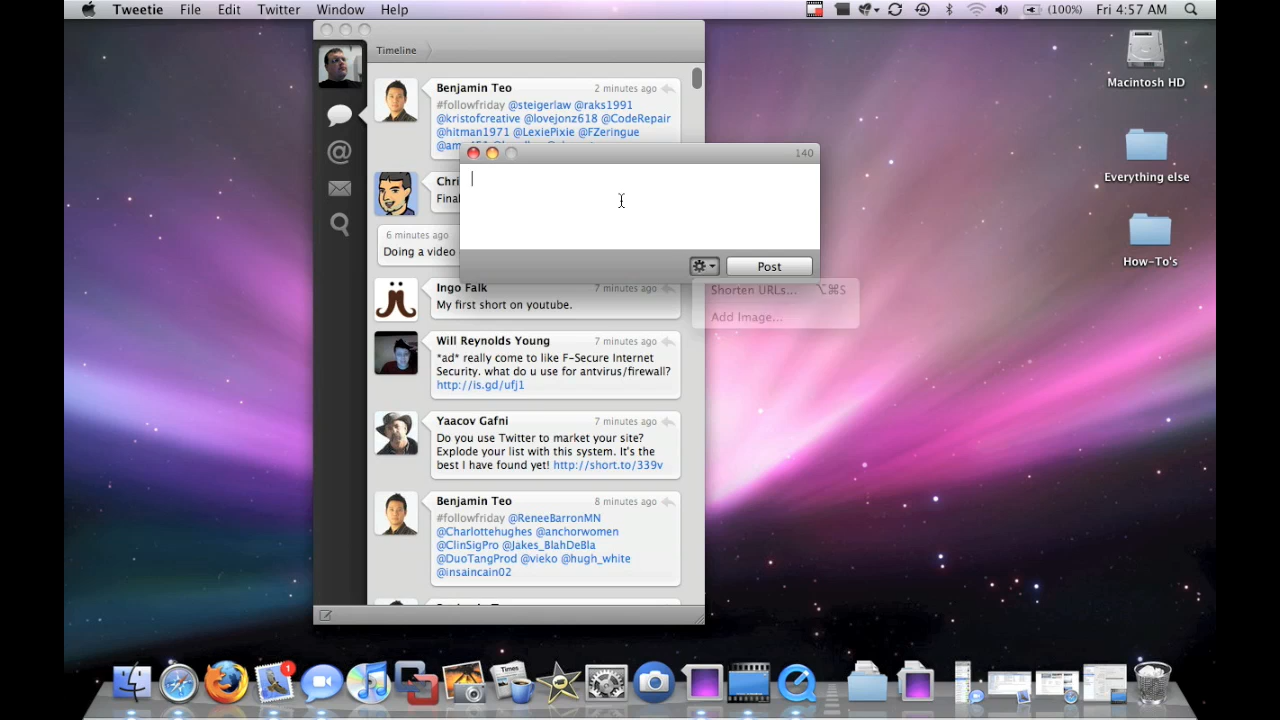 Tweetie File Edit Twitter Window Help
(100%) Fri 4:57 AM
Timeline
Benjamin Teo 2 minutes ago
#followfriday @steigerlaw @raks1991
@kristofcreative @lovejonz618 @CodeRepair
@hitman1971 @LexiePixie @FZeringue
140
Chri
Final
6 minutes ago
Doing a video
Post
Shorten URLs... ⌥⌘S
Add Image...
Ingo Falk 7 minutes ago
My first short on youtube.
Will Reynolds Young 7 minutes ago
*ad* really come to like F-Secure Internet
Security. what do u use for antvirus/firewall?
http://is.gd/ufj1
Yaacov Gafni 7 minutes ago
Do you use Twitter to market your site?
Explode your list with this system. It's the
best I have found yet! http://short.to/339v
Benjamin Teo 8 minutes ago
#followfriday @ReneeBarronMN
@Charlottehughes @anchorwomen
@ClinSigPro @Jakes_BlahDeBla
@DuoTangProd @vieko @hugh_white
@insaincain02
Macintosh HD
Everything else
How-To's
1